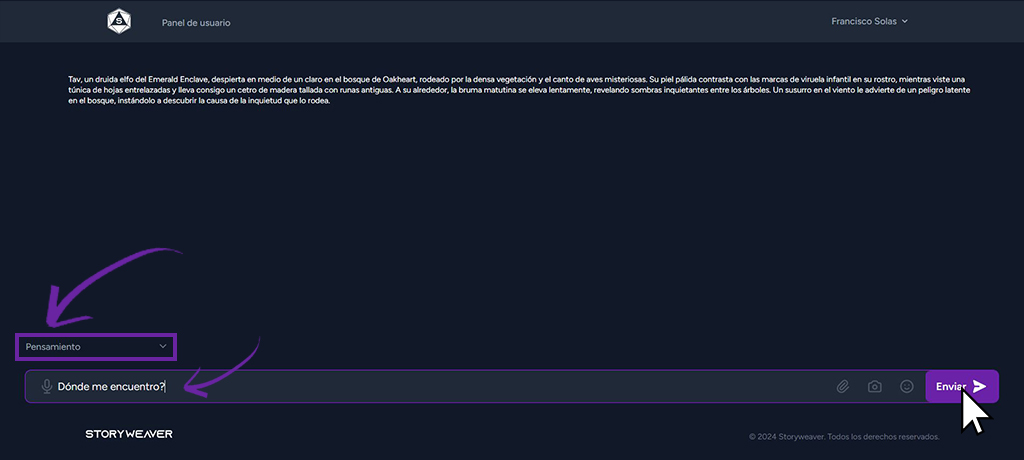 S
Panel de usuario
Francisco Solas
Tav, un druida elfo del Emerald Enclave, despierta en medio de un claro en el bosque de Oakheart, rodeado por la densa vegetación y el canto de aves misteriosas. Su piel pálida contrasta con las marcas de viruela infantil en su rostro, mientras viste una
túnica de hojas entrelazadas y lleva consigo un cetro de madera tallada con runas antiguas. A su alrededor, la bruma matutina se eleva lentamente, revelando sombras inquietantes entre los árboles. Un susurro en el viento le advierte de un peligro latente
en el bosque, instándolo a descubrir la causa de la inquietud que lo rodea.
Pensamiento
Dónde me encuentro?
Enviar
STORYWEAVER
© 2024 Storyweaver. Todos los derechos reservados.